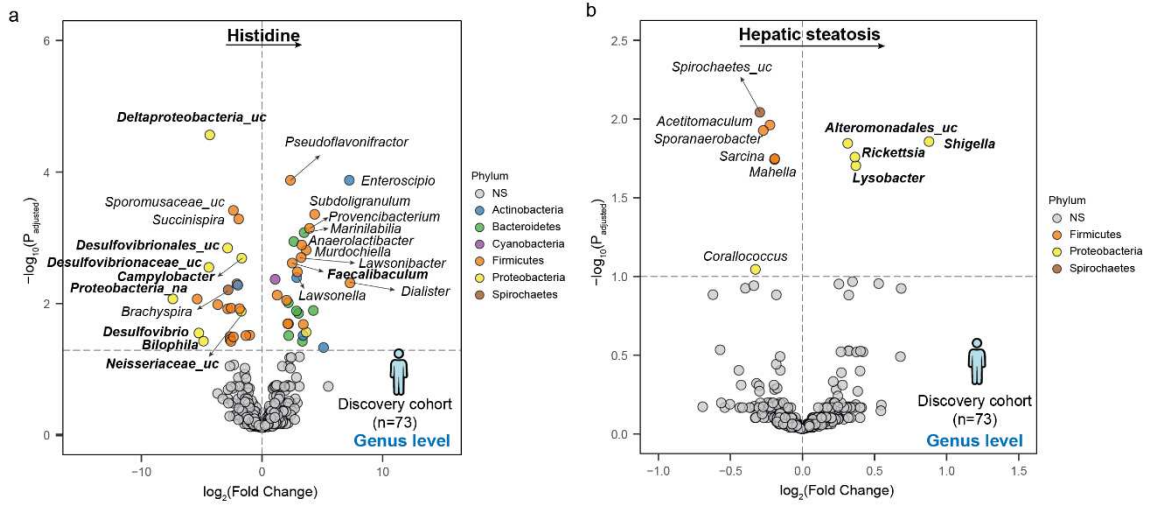 a
Histidine
6
4
2
0
−log10(Padjusted)
−10
0
10
log2(Fold Change)
Deltaproteobacteria_uc
Pseudoflavonifractor
Enteroscipio
Sporomusaceae_uc
Succinispira
Subdoligranulum
Provencibacterium
Marinilabilia
Desulfovibrionales_uc
Anaerolactibacter
Murdochiella
Desulfovibrionaceae_uc
Lawsonibacter
Campylobacter
Faecalibaculum
Proteobacteria_na
Lawsonella
Dialister
Brachyspira
Desulfovibrio
Bilophila
Neisseriaceae_uc
Discovery cohort
(n=73)
Genus level
Phylum
NS
Actinobacteria
Bacteroidetes
Cyanobacteria
Firmicutes
Proteobacteria
Spirochaetes
b
Hepatic steatosis
2.5
2.0
1.5
1.0
0.5
0.0
−log10(Padjusted)
−1.0
−0.5
0.0
0.5
1.0
1.5
log2(Fold Change)
Spirochaetes_uc
Acetitomaculum
Sporanaerobacter
Sarcina
Mahella
Alteromonadales_uc
Shigella
Rickettsia
Lysobacter
Corallococcus
Discovery cohort
(n=73)
Genus level
Phylum
NS
Firmicutes
Proteobacteria
Spirochaetes